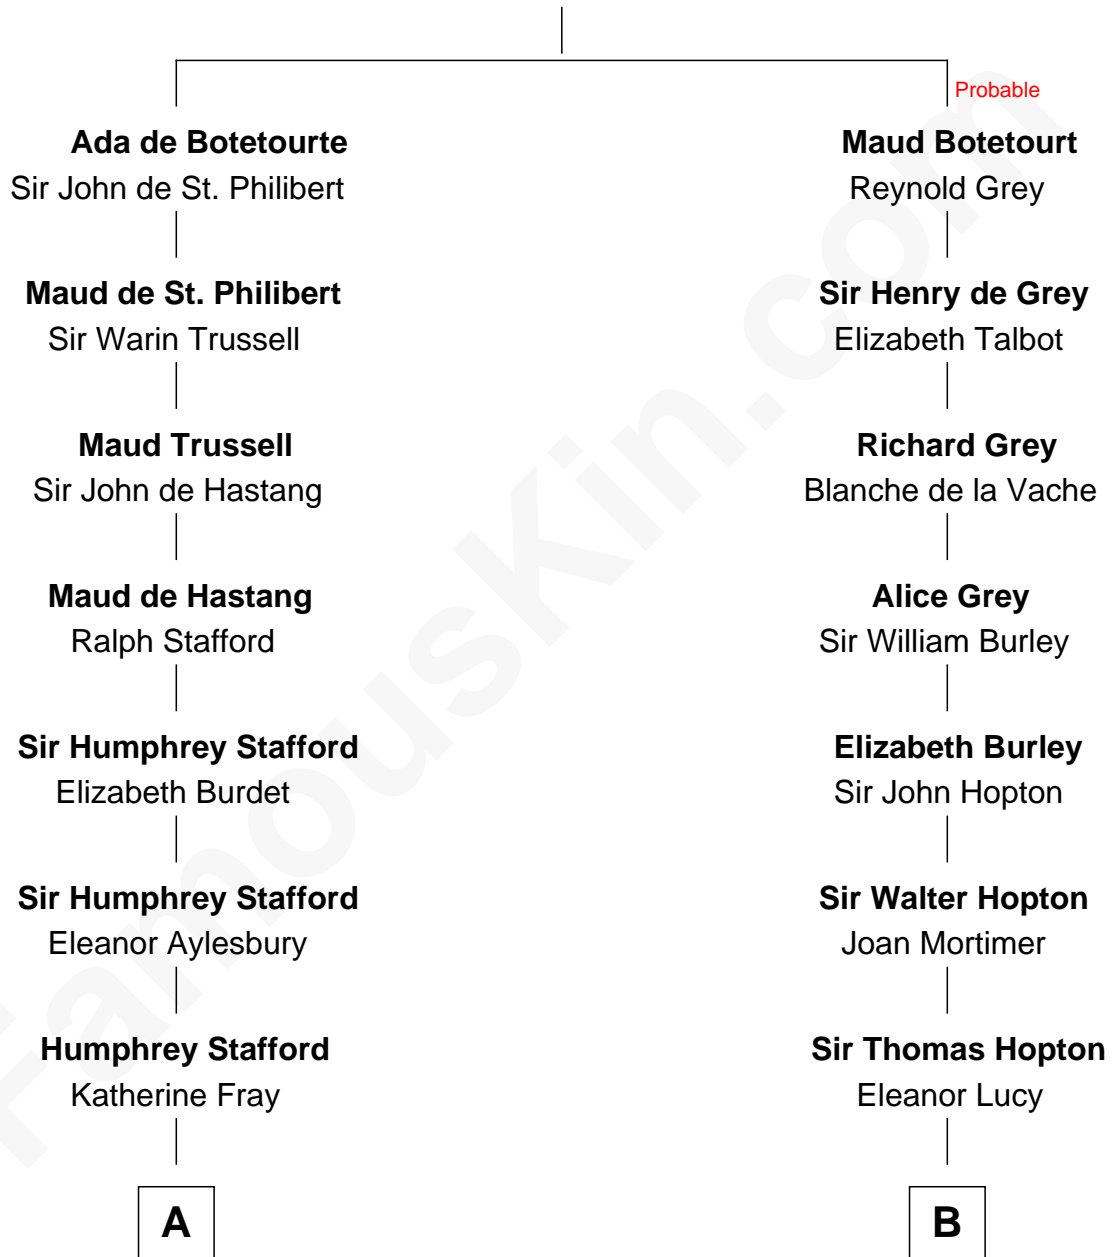 Probable
Ada de Botetourte
Sir John de St. Philibert
Maud Botetourt
Reynold Grey
Maud de St. Philibert
Sir Warin Trussell
Sir Henry de Grey
Elizabeth Talbot
Maud Trussell
Sir John de Hastang
Richard Grey
Blanche de la Vache
Maud de Hastang
Ralph Stafford
Alice Grey
Sir William Burley
Sir Humphrey Stafford
Elizabeth Burdet
Elizabeth Burley
Sir John Hopton
Sir Humphrey Stafford
Eleanor Aylesbury
Sir Walter Hopton
Joan Mortimer
Humphrey Stafford
Katherine Fray
Sir Thomas Hopton
Eleanor Lucy
A
B
FamousKin.com